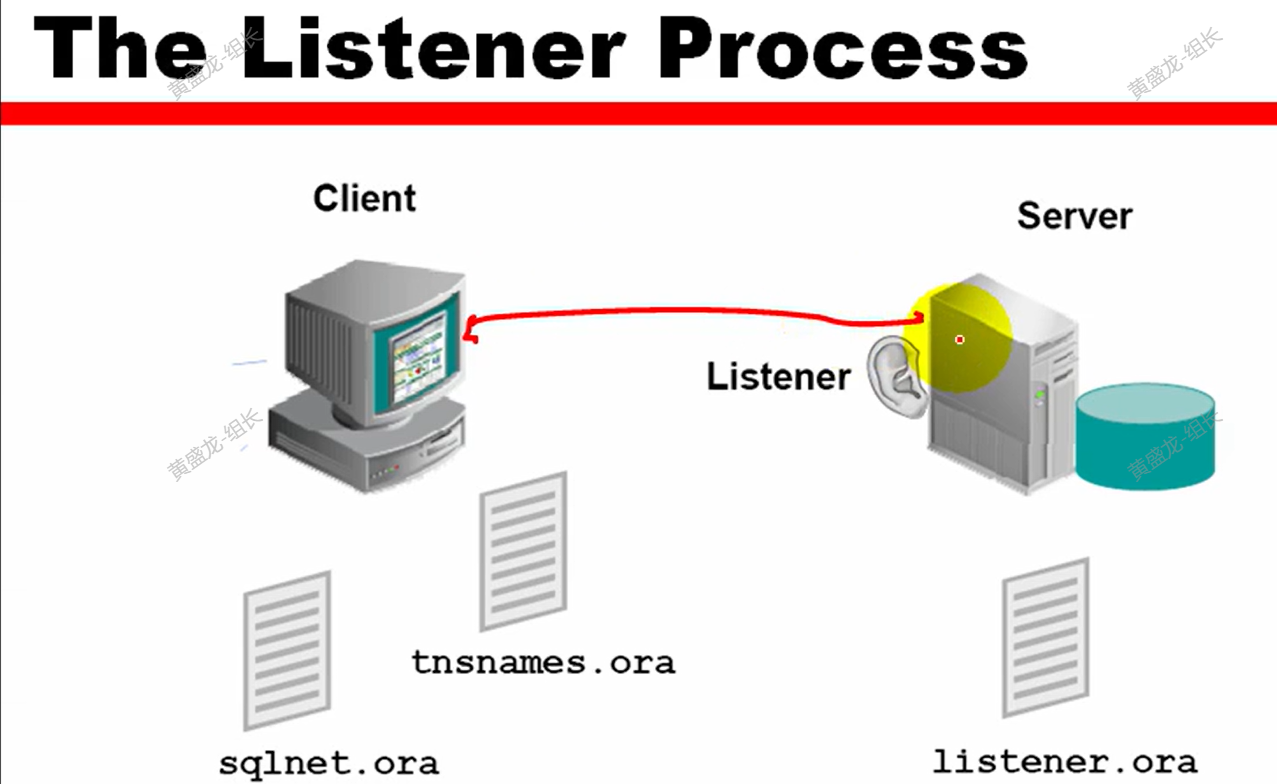 The Listener Process
黄盛龙-组长
黄盛龙-组长
Client
Server
Listener
黄盛龙-组长
黄盛龙-组长
tnsnames.ora
sqlnet.ora
listener.ora